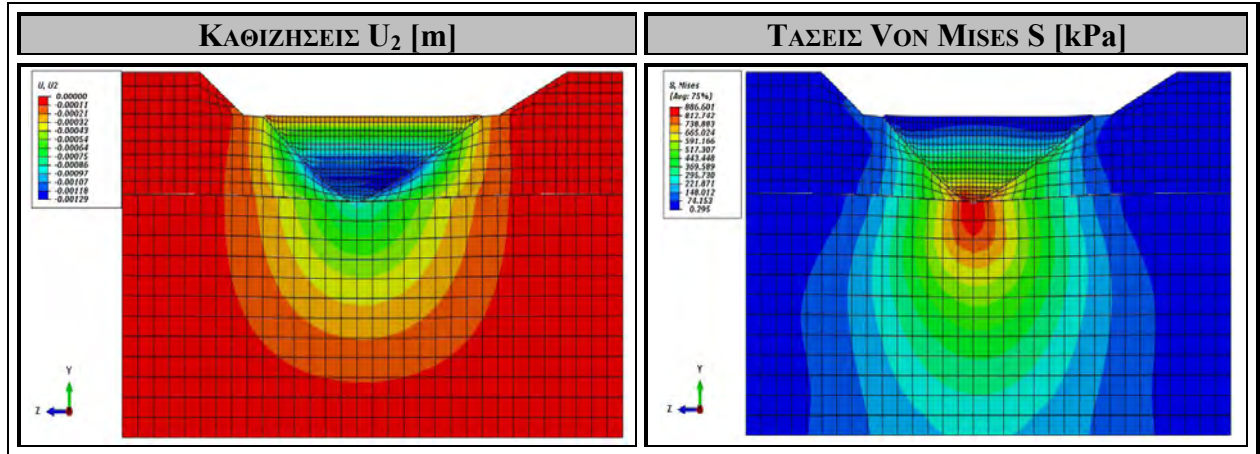 ΚΑΘΙΖΗΣΕΙΣ U2 [m]
ΤΑΣΕΙΣ VON MISES S [kPa]
U, U2
0.00000
-0.00011
-0.00021
-0.00032
-0.00043
-0.00054
-0.00064
-0.00075
-0.00086
-0.00097
-0.00107
-0.00118
-0.00129
Y
Z
S, Mises
(Avg: 75%)
886.601
812.742
738.883
665.024
591.166
517.307
443.448
369.589
295.730
221.871
148.012
74.153
0.295
Y
Z